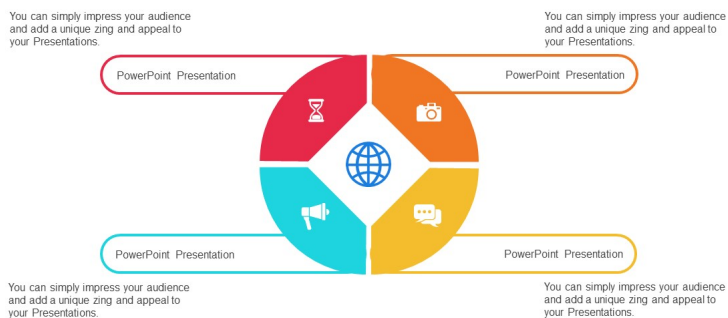 You can simply impress your audience
and add a unique zing and appeal to
your Presentations.
PowerPoint Presentation
You can simply impress your audience
and add a unique zing and appeal to
your Presentations.
PowerPoint Presentation
PowerPoint Presentation
You can simply impress your audience
and add a unique zing and appeal to
your Presentations.
PowerPoint Presentation
You can simply impress your audience
and add a unique zing and appeal to
your Presentations.